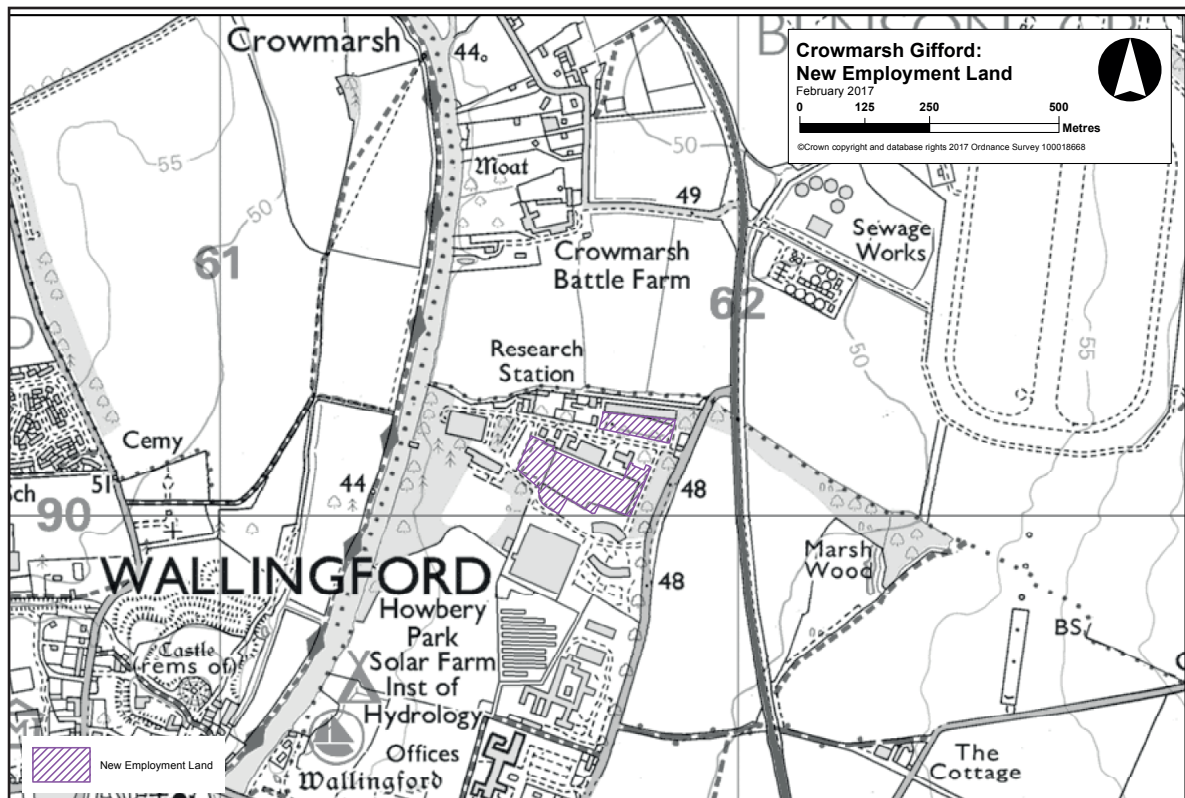 Crowmarsh Gifford:
New Employment Land
February 2017
0 125 250 500
Metres
©Crown copyright and database rights 2017 Ordnance Survey 100018668
Crowmarsh
44
Moat
50
49
55
50
61
Sewage
Works
Crowmarsh
Battle Farm
62
50
55
Research
Station
Cemy
51
44
48
90
Marsh
Wood
WALLINGFORD
48
Howbery
Park
Solar Farm
Inst of
Hydrology
Castle
(rems of)
BS
Offices
Wallingford
The
Cottage
New Employment Land